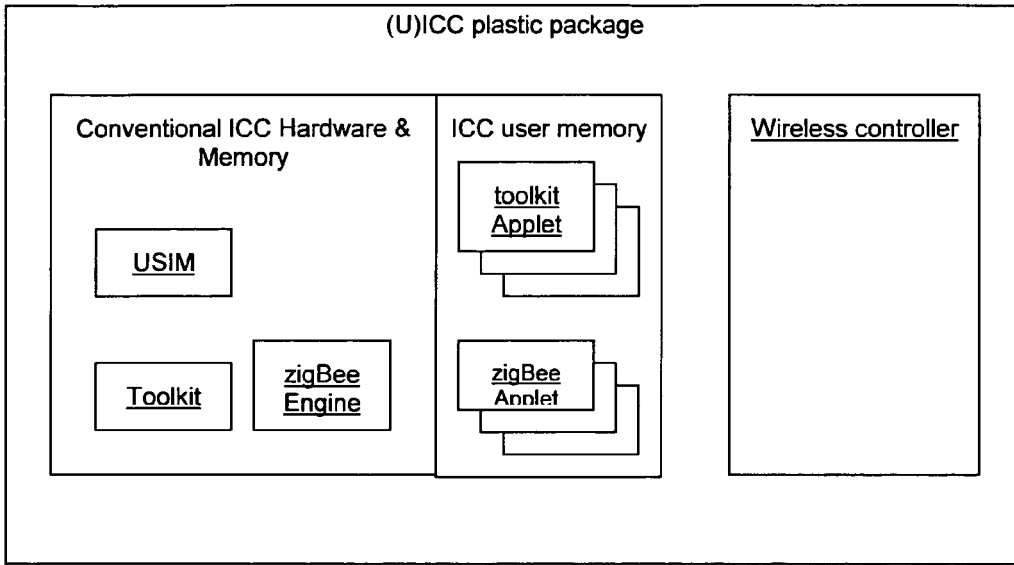 (U)ICC plastic package
Conventional ICC Hardware &
Memory
USIM
Toolkit
zigBee
Engine
ICC user memory
toolkit
Applet
zigBee
Applet
Wireless controller